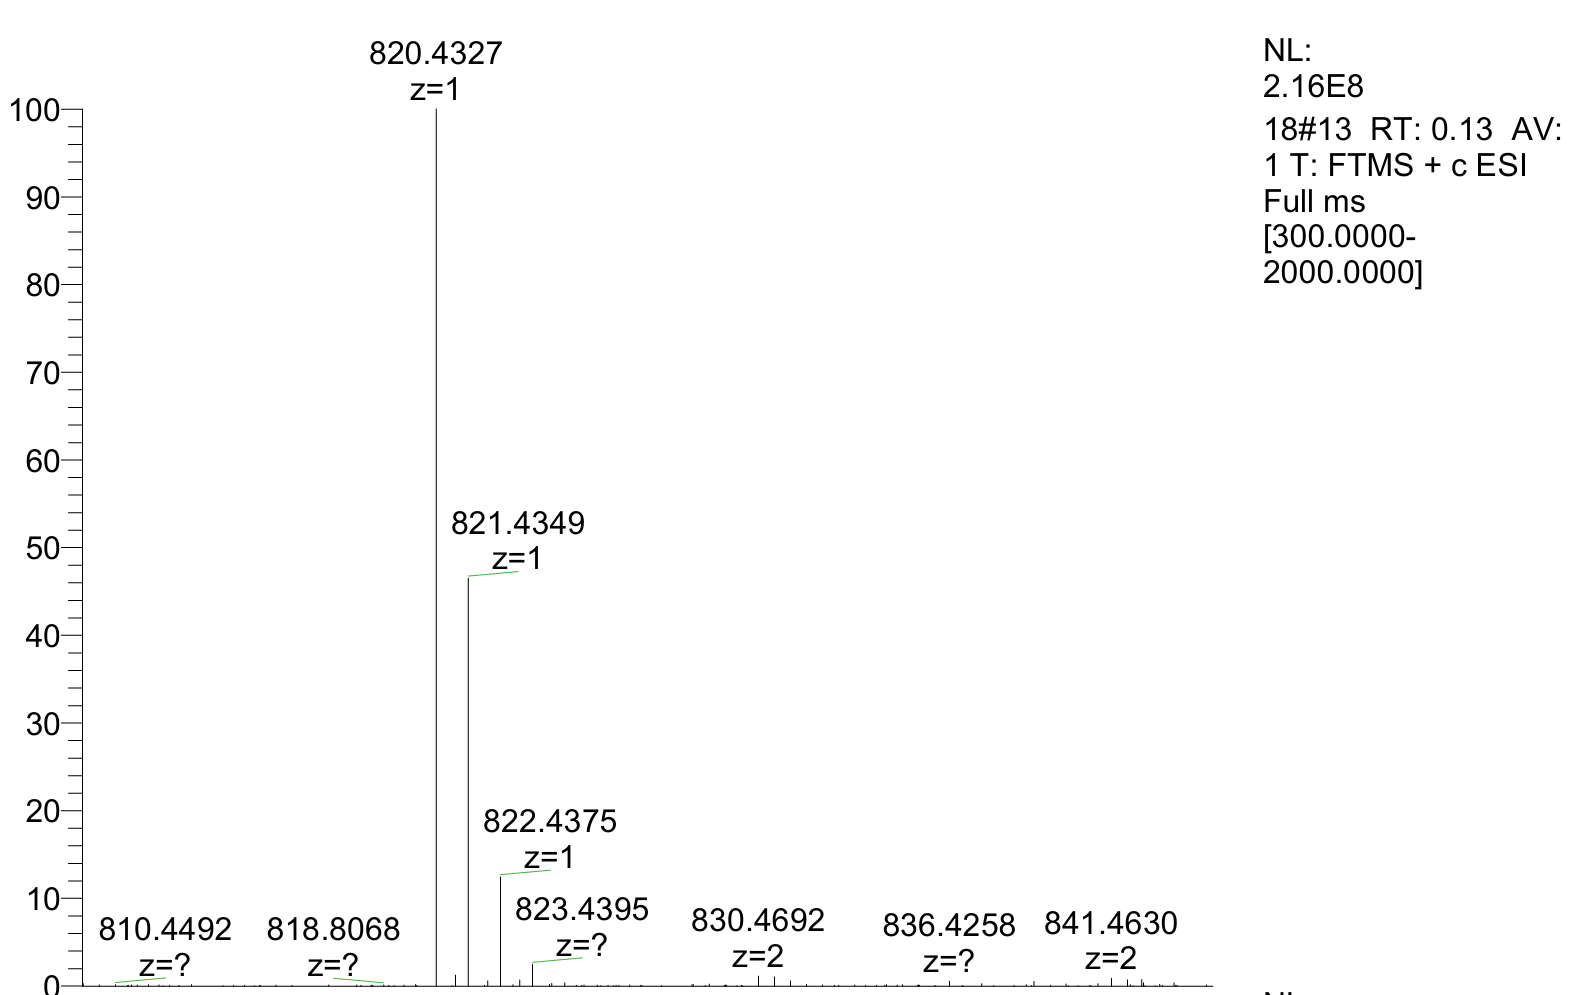 820.4327
z=1
NL:
2.16E8
18#13 RT: 0.13 AV:
1 T: FTMS + c ESI
Full ms
[300.0000-
2000.0000]
100
90
80
70
60
50
40
30
20
10
0
821.4349
z=1
822.4375
z=1
823.4395
z=?
810.4492
z=?
818.8068
z=?
830.4692
z=2
836.4258
z=?
841.4630
z=2